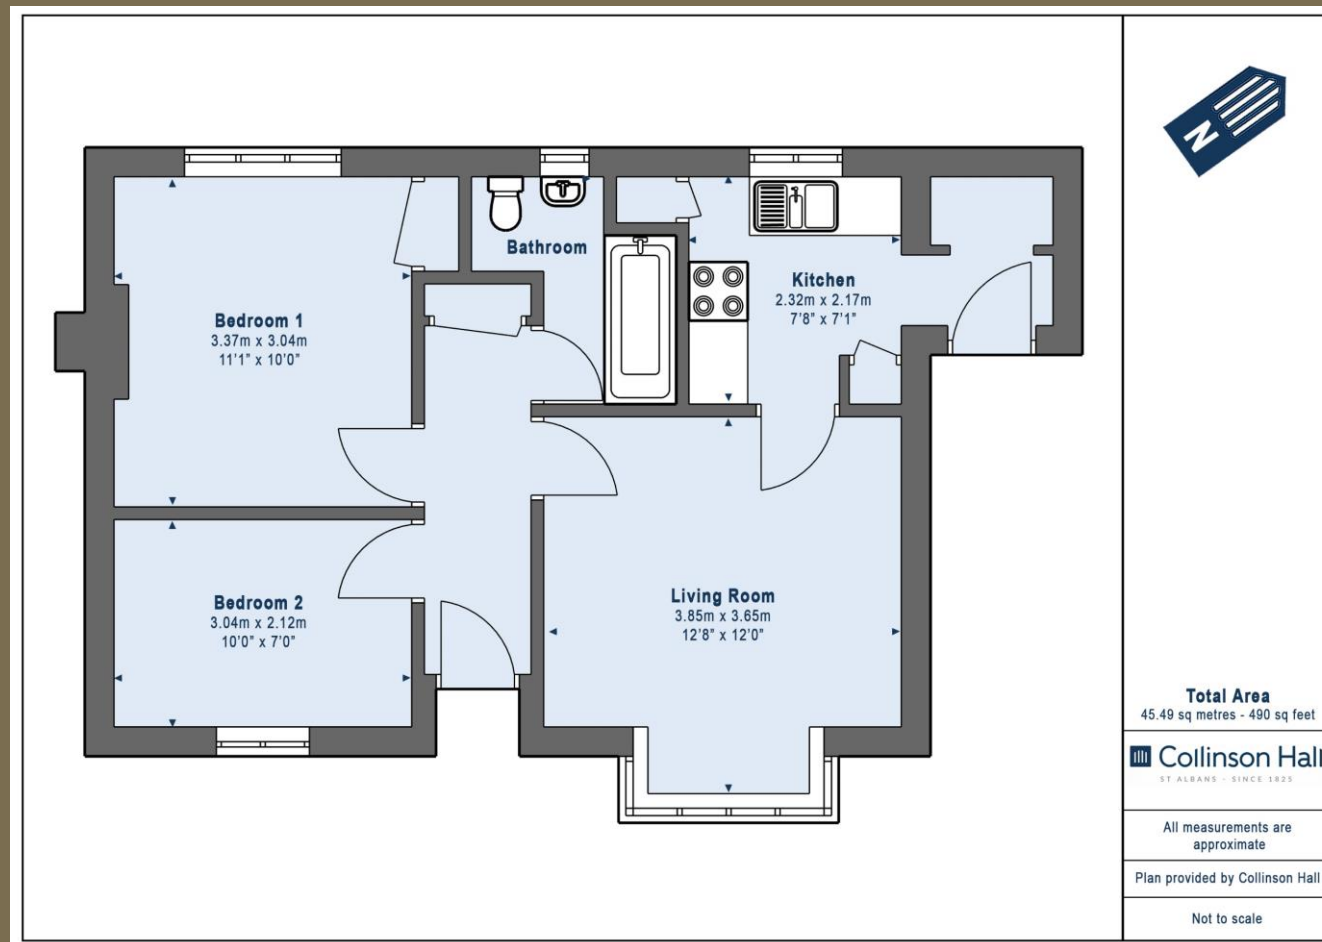 N
Bathroom
Kitchen
2.32m x 2.17m
7'8" x 7'1"
Bedroom 1
3.37m x 3.04m
11'1" x 10'0"
Bedroom 2
3.04m x 2.12m
10'0" x 7'0"
Living Room
3.85m x 3.65m
12'8" x 12'0"
Total Area
45.49 sq metres - 490 sq feet
Collinson Hall
ST ALBANS - SINCE 1825
All measurements are
approximate
Plan provided by Collinson Hall
Not to scale